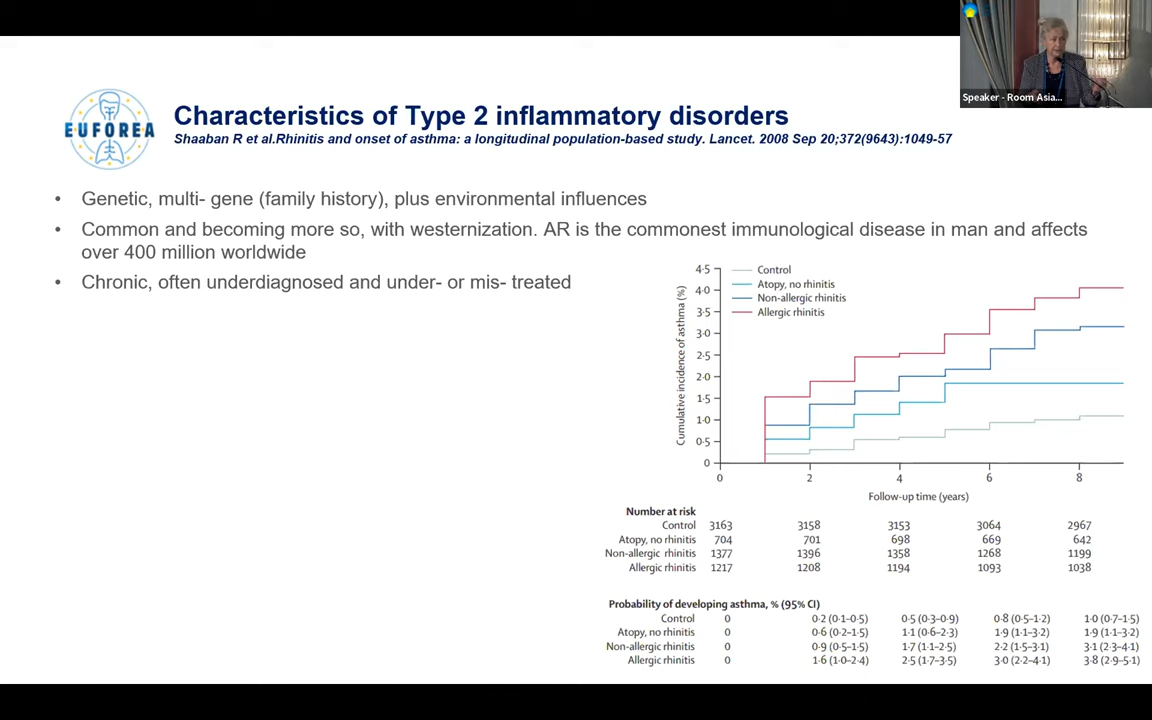 Speaker - Room Asia...
EUFOREA
Characteristics of Type 2 inflammatory disorders
Shaaban R et al.Rhinitis and onset of asthma: a longitudinal population-based study. Lancet. 2008 Sep 20;372(9643):1049-57
• Genetic, multi- gene (family history), plus environmental influences
• Common and becoming more so, with westernization. AR is the commonest immunological disease in man and affects
over 400 million worldwide
• Chronic, often underdiagnosed and under- or mis- treated
Cumulative incidence of asthma (%)
4·5
4·0
3·5
3·0
2·5
2·0
1·5
1·0
0·5
0
Control
Atopy, no rhinitis
Non-allergic rhinitis
Allergic rhinitis
0 2 4 6 8
Follow-up time (years)
Number at risk
Control 3163 3158 3153 3064 2967
Atopy, no rhinitis 704 701 698 669 642
Non-allergic rhinitis 1377 1396 1358 1268 1199
Allergic rhinitis 1217 1208 1194 1093 1038
Probability of developing asthma, % (95% CI)
Control 0 0·2 (0·1–0·5) 0·5 (0·3–0·9) 0·8 (0·5–1·2) 1·0 (0·7–1·5)
Atopy, no rhinitis 0 0·6 (0·2–1·5) 1·1 (0·6–2·3) 1·9 (1·1–3·2) 1·9 (1·1–3·2)
Non-allergic rhinitis 0 0·9 (0·5–1·5) 1·7 (1·1–2·5) 2·2 (1·5–3·1) 3·1 (2·3–4·1)
Allergic rhinitis 0 1·6 (1·0–2·4) 2·5 (1·7–3·5) 3·0 (2·2–4·1) 3·8 (2·9–5·1)